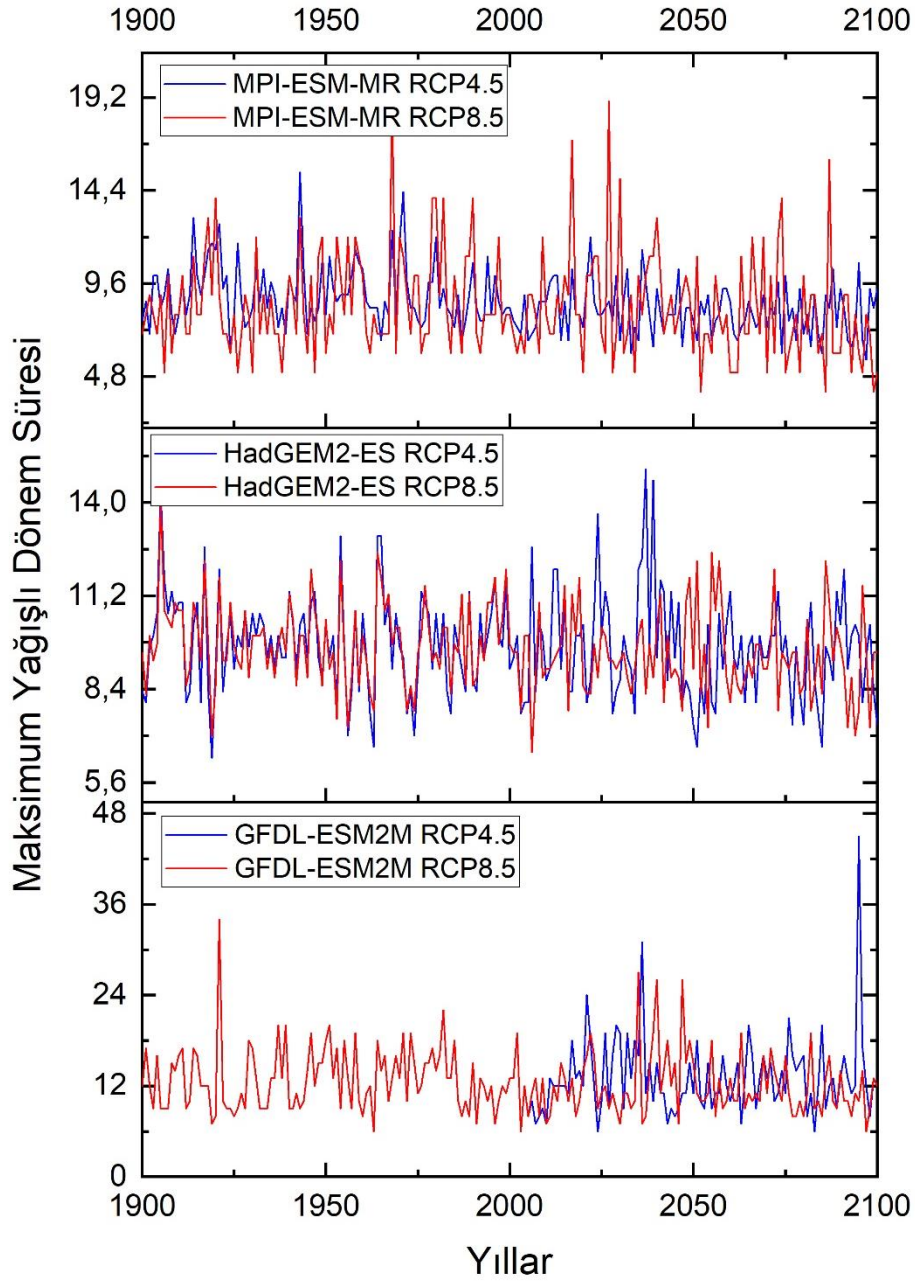 1900 1950 2000 2050 2100
MPI-ESM-MR RCP4.5
MPI-ESM-MR RCP8.5
19,2
14,4
9,6
4,8
HadGEM2-ES RCP4.5
HadGEM2-ES RCP8.5
14,0
11,2
8,4
5,6
GFDL-ESM2M RCP4.5
GFDL-ESM2M RCP8.5
48
36
24
12
0
Maksimum Yağışlı Dönem Süresi
1900 1950 2000 2050 2100
Yıllar